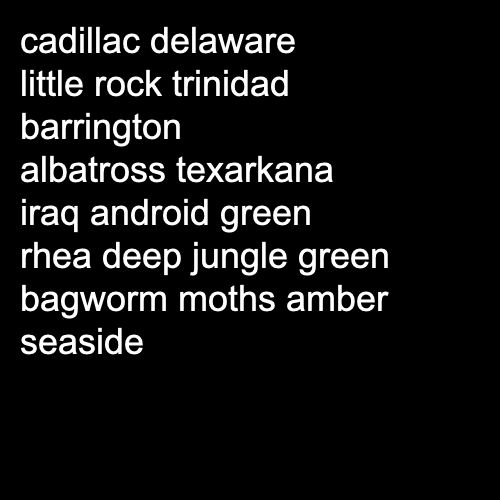 cadillac delaware
little rock trinidad
barrington
albatross texarkana
iraq android green
rhea deep jungle green
bagworm moths amber
seaside